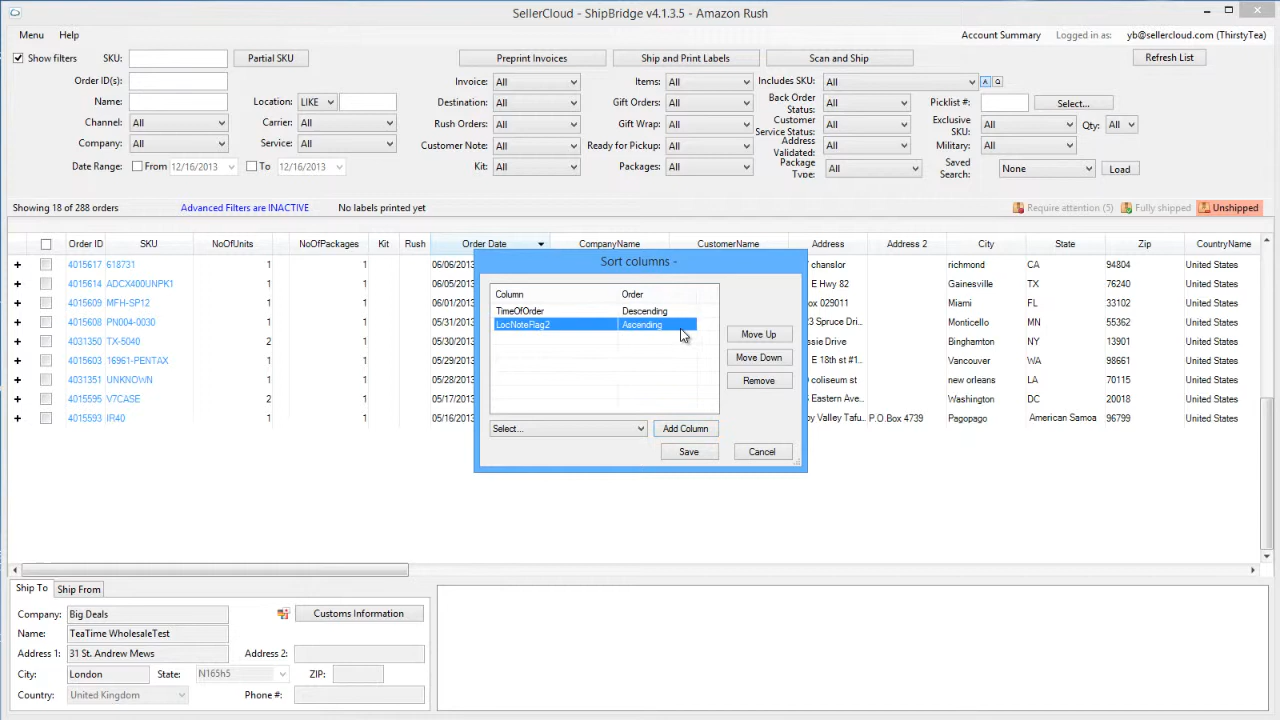 SellerCloud - ShipBridge v4.1.3.5 - Amazon Rush
Menu Help Account Summary Logged in as: yb@sellercloud.com (ThirstyTea)
Show filters SKU: Partial SKU Preprint Invoices Ship and Print Labels Scan and Ship Refresh List
Order ID(s): Invoice: All Items: All Includes SKU: All
Name: Location: LIKE Destination: All Gift Orders: All Back Order Status: All Picklist #: Select...
Channel: All Carrier: All Rush Orders: All Gift Wrap: All Customer Service Status: All Exclusive SKU: All Qty: All
Company: All Service: All Customer Note: All Ready for Pickup: All Address Validated: All Military: All
Date Range: From 12/16/2013 To 12/16/2013 Kit: All Packages: All Package Type: All Saved Search: None Load
Showing 18 of 288 orders Advanced Filters are INACTIVE No labels printed yet Require attention (5) Fully shipped Unshipped
Order ID SKU NoOfUnits NoOfPackages Kit Rush Order Date CompanyName CustomerName Address Address 2 City State Zip CountryName
4015617 618731 1 1 06/06/2013 chanslor richmond CA 94804 United States
4015614 ADCX400UNPK1 1 1 06/05/2013 E Hwy 82 Gainesville TX 76240 United States
4015609 MFH-SP12 1 1 06/01/2013 ox 029242 Miami FL 33102 United States
4015608 PN004-0030 1 1 05/30/2013 23 Spruce Dri... Monticello MN 55362 United States
4031350 TX-5040 2 1 05/30/2013 ssie Drive Binghamton NY 13901 United States
4015603 16961-PENTAX 1 1 05/29/2013 E 18th st #1... Vancouver WA 98661 United States
4031351 UNKNOWN 1 1 05/28/2013 coliseum st new orleans LA 70115 United States
4015595 V7CASE 2 1 05/17/2013 Eastern Ave... Washington DC 20018 United States
4015593 IR40 1 1 05/16/2013 y Valley Tafu... P.O.Box 4739 Pagopago American Samoa 96799 United States
Sort columns -
Column Order
TimeOfOrder Descending
LocNoteFlag2 Ascending
Move Up
Move Down
Remove
Select... Add Column
Save Cancel
Ship To Ship From
Company: Big Deals Customs Information
Name: TeaTime WholesaleTest
Address 1: 31 St. Andrew Mews Address 2:
City: London State: N165h5 ZIP:
Country: United Kingdom Phone #: